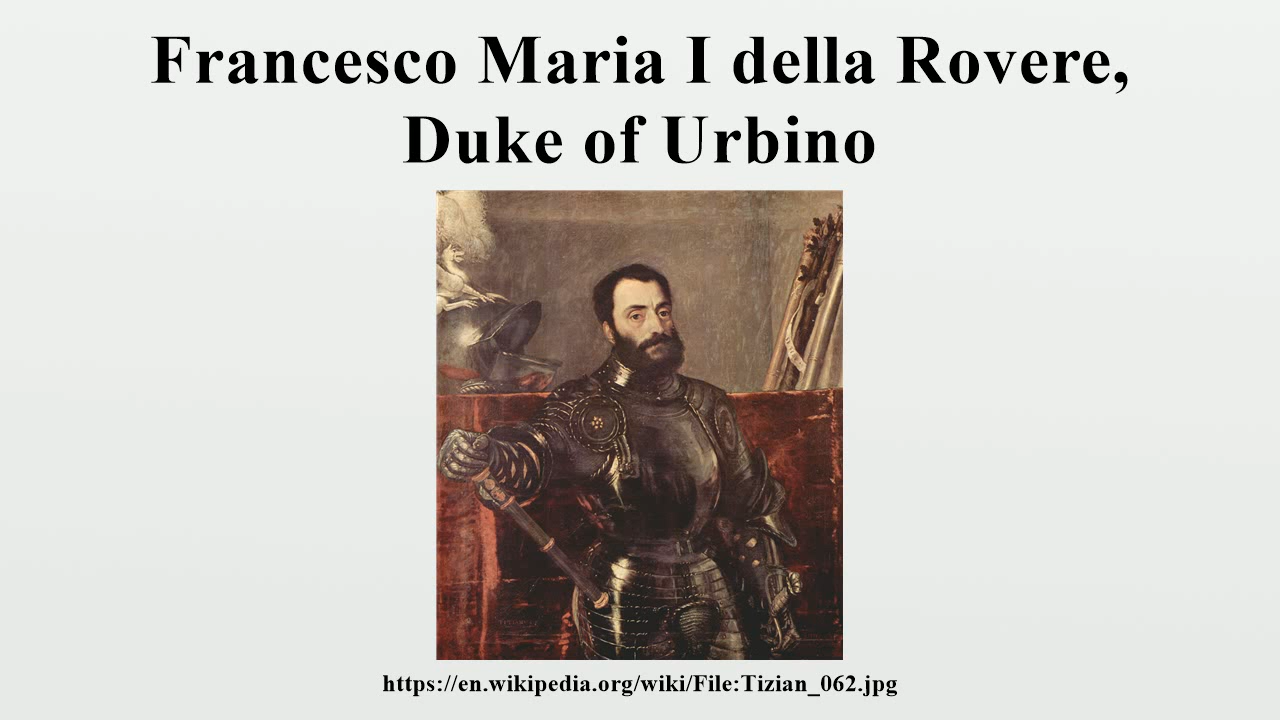 Francesco Maria I della Rovere,
Duke of Urbino
https://en.wikipedia.org/wiki/File:Tizian_062.jpg